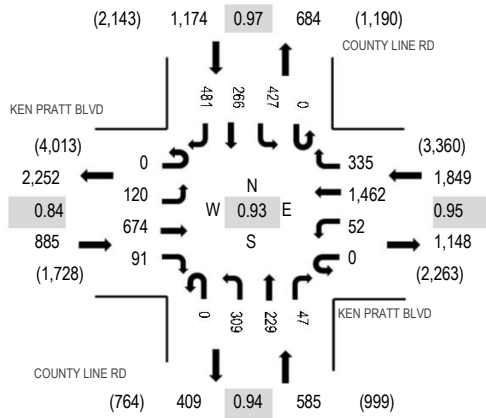 (2,143) 1,174 0.97 684 (1,190)
COUNTY LINE RD
481 266 427 0
KEN PRATT BLVD
(4,013)
2,252
0.84
885
(1,728)
0
120
674
91
N
W 0.93 E
S
335
1,462
52
0
(3,360)
1,849
0.95
1,148
(2,263)
0 309 229 47
KEN PRATT BLVD
COUNTY LINE RD
(764) 409 0.94 585 (999)